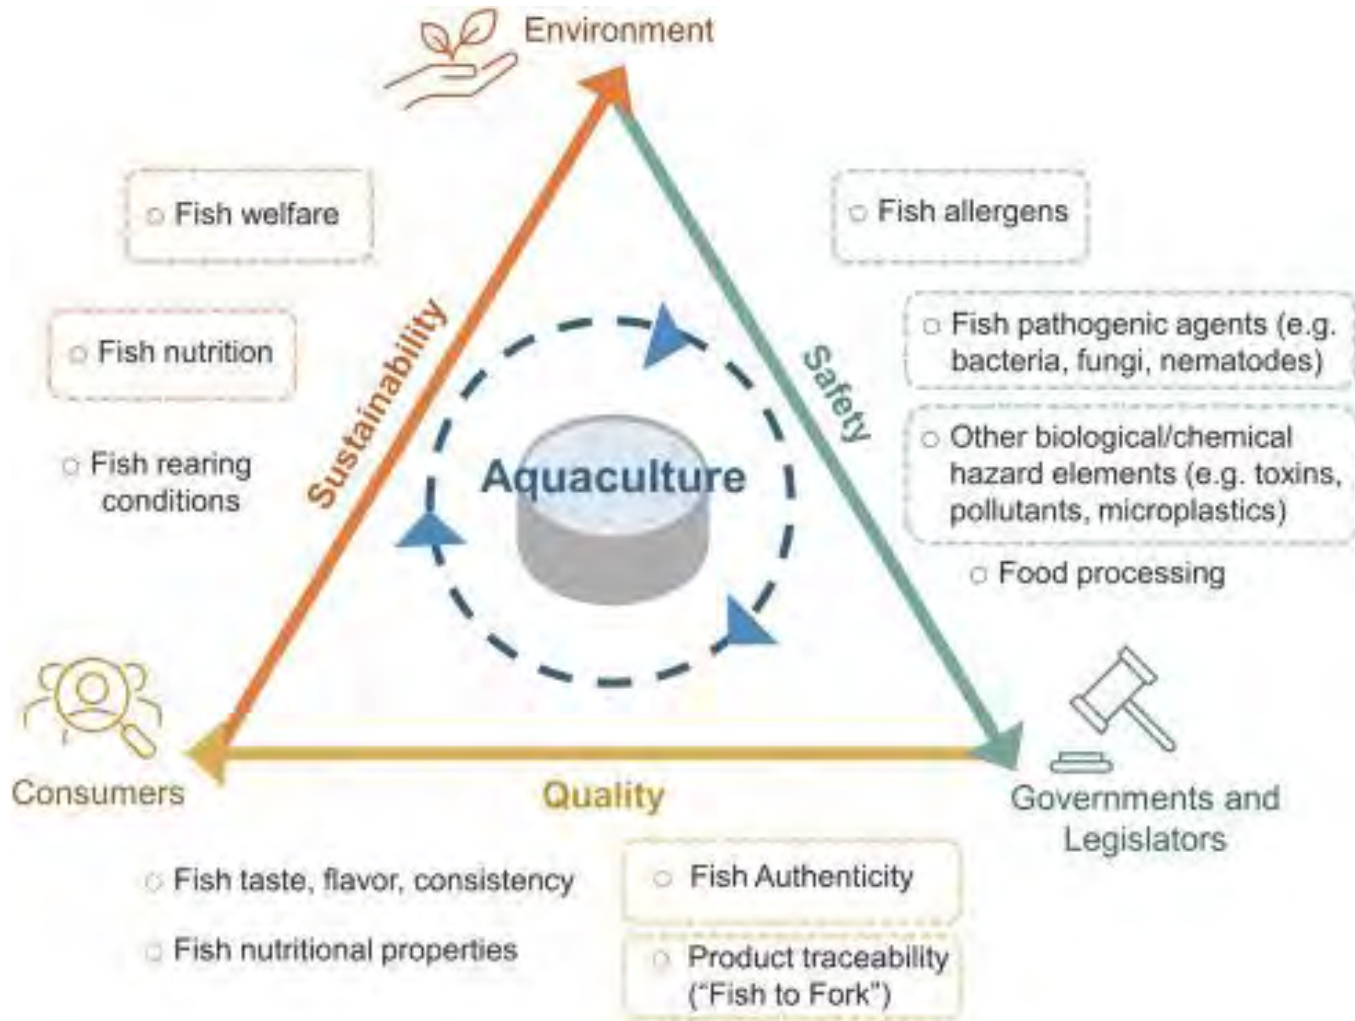 Environment
○ Fish welfare
○ Fish nutrition
○ Fish rearing
conditions
Sustainability
○ Fish allergens
○ Fish pathogenic agents (e.g.
bacteria, fungi, nematodes)
○ Other biological/chemical
hazard elements (e.g. toxins,
pollutants, microplastics)
○ Food processing
Safety
Aquaculture
Consumers
Quality
Governments and
Legislators
○ Fish taste, flavor, consistency
○ Fish nutritional properties
○ Fish Authenticity
○ Product traceability
("Fish to Fork")